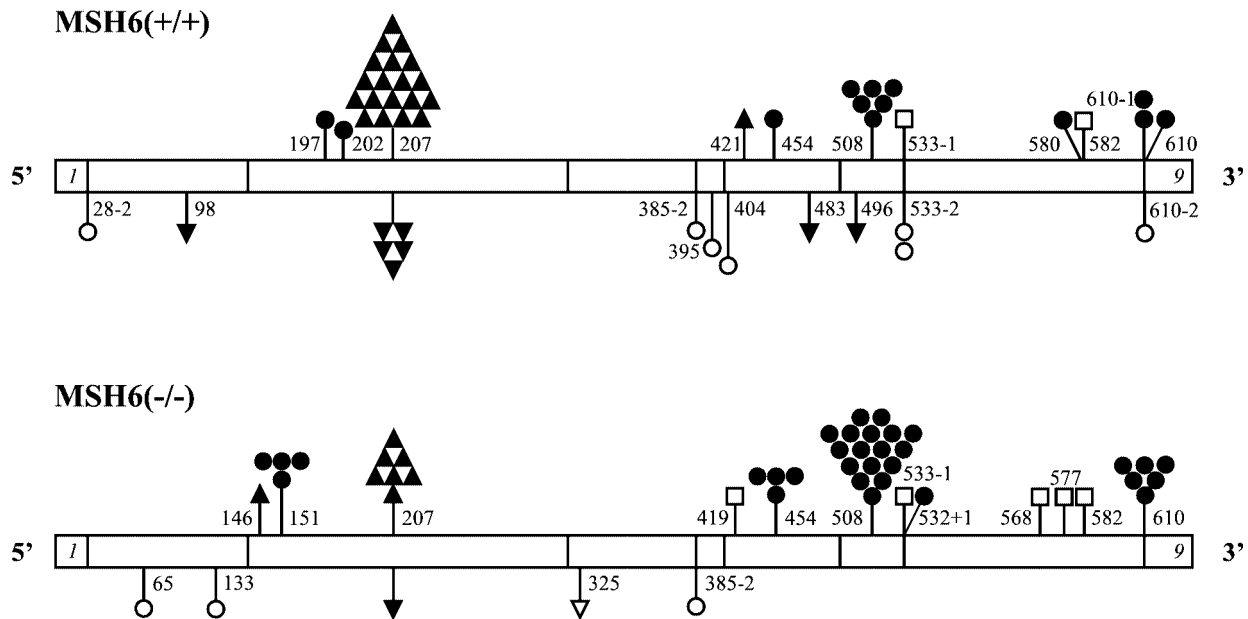 MSH6(+/+)
610-1
197 202 207 421 454 508 533-1 580 582 610
5’ 1 9 3’
28-2 98 385-2 404 483 496 533-2 610-2
395
MSH6(-/-)
533-1 577
146 151 207 419 454 508 532+1 568 582 610
5’ 1 9 3’
65 133 325 385-2